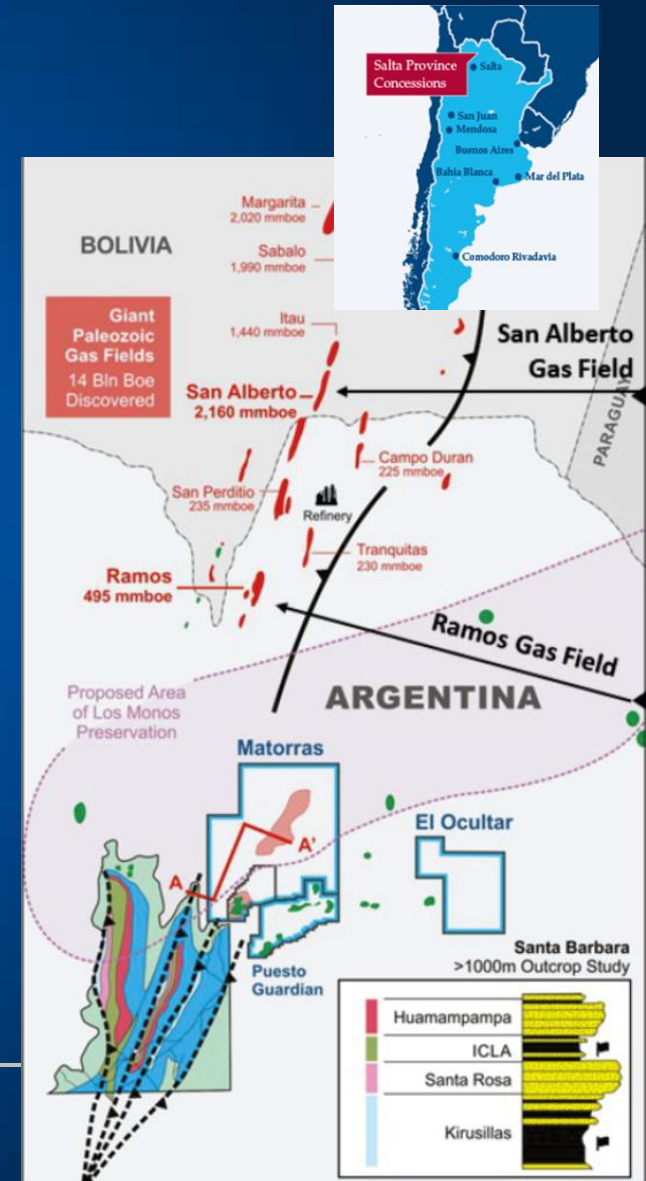 Salta Province
Concessions
Salta
San Juan
Mendosa
Buenos Aires
Bahia Blanca
Mar del Plata
Comodoro Rivadavia
BOLIVIA
Margarita
2,020 mmboe
Sabalo
1,990 mmboe
Giant
Paleozoic
Gas Fields
14 Bln Boe
Discovered
Itau
1,440 mmboe
San Alberto
2,160 mmboe
San Alberto
Gas Field
PARAGUAY
Campo Duran
225 mmboe
San Perditio
235 mmboe
Refinery
Tranquitas
230 mmboe
Ramos
495 mmboe
Ramos Gas Field
Proposed Area
of Los Monos
Preservation
ARGENTINA
Matorras
A
A'
El Ocultar
Puesto
Guardian
Santa Barbara
>1000m Outcrop Study
Huamampampa
ICLA
Santa Rosa
Kirusillas